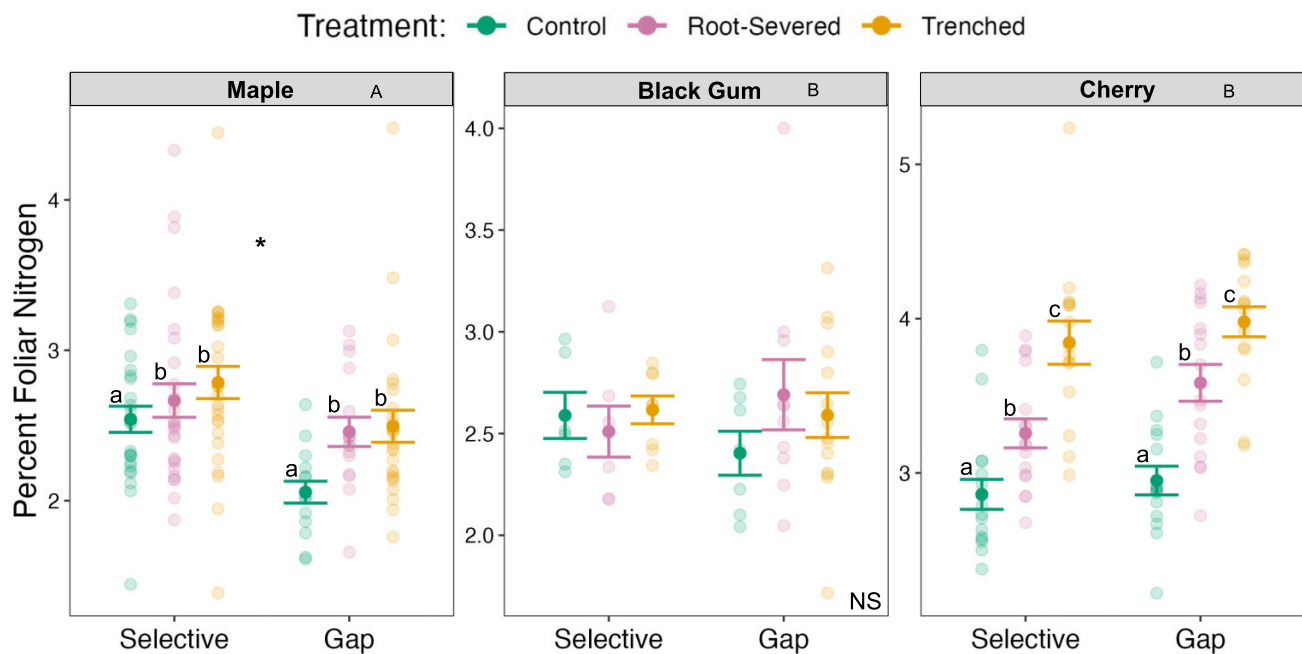 Treatment: Control Root-Severed Trenched
Maple A
Black Gum B
Cherry B
Percent Foliar Nitrogen
4
3
2
*
a
b
b
a
b
b
Selective Gap
4.0
3.5
3.0
2.5
2.0
NS
Selective Gap
5
4
3
a
b
c
a
b
c
Selective Gap